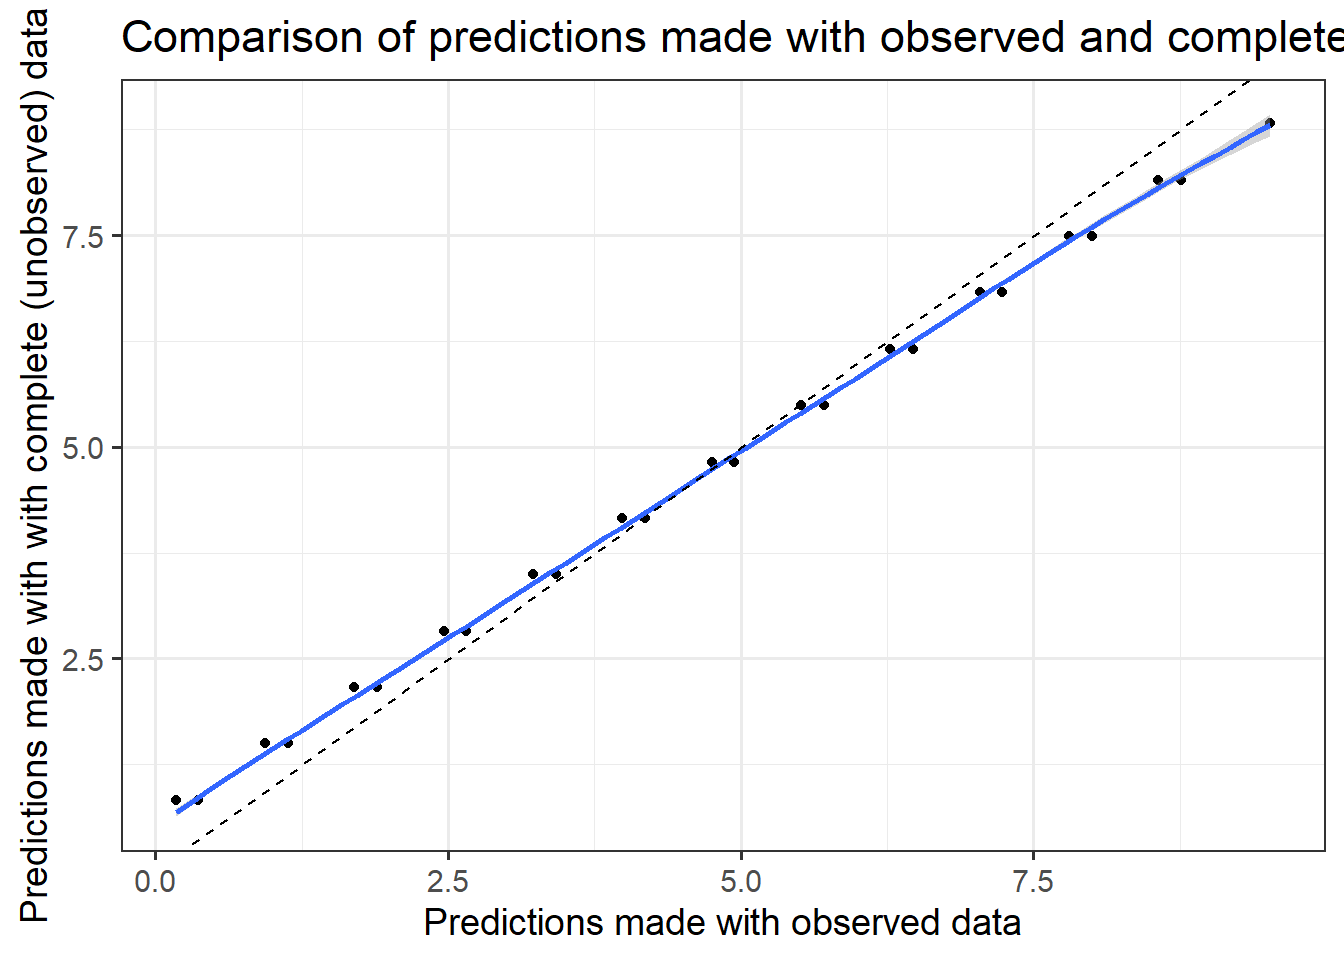 Comparison of predictions made with observed and complete
Predictions made with with complete (unobserved) data
7.5
5.0
2.5
0.0
2.5
5.0
7.5
Predictions made with observed data